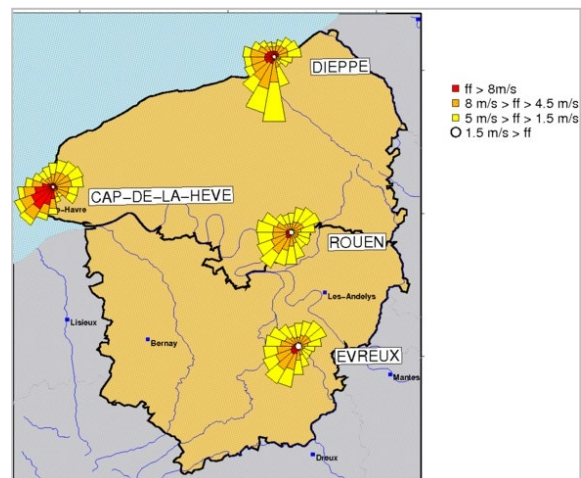 DIEPPE
ff > 8m/s
8 m/s > ff > 4.5 m/s
5 m/s > ff > 1.5 m/s
1.5 m/s > ff
CAP-DE-LA-HEVE
e-Havre
ROUEN
Les-Andelys
Lisieux
Bernay
EVREUX
Mantes
Dreux